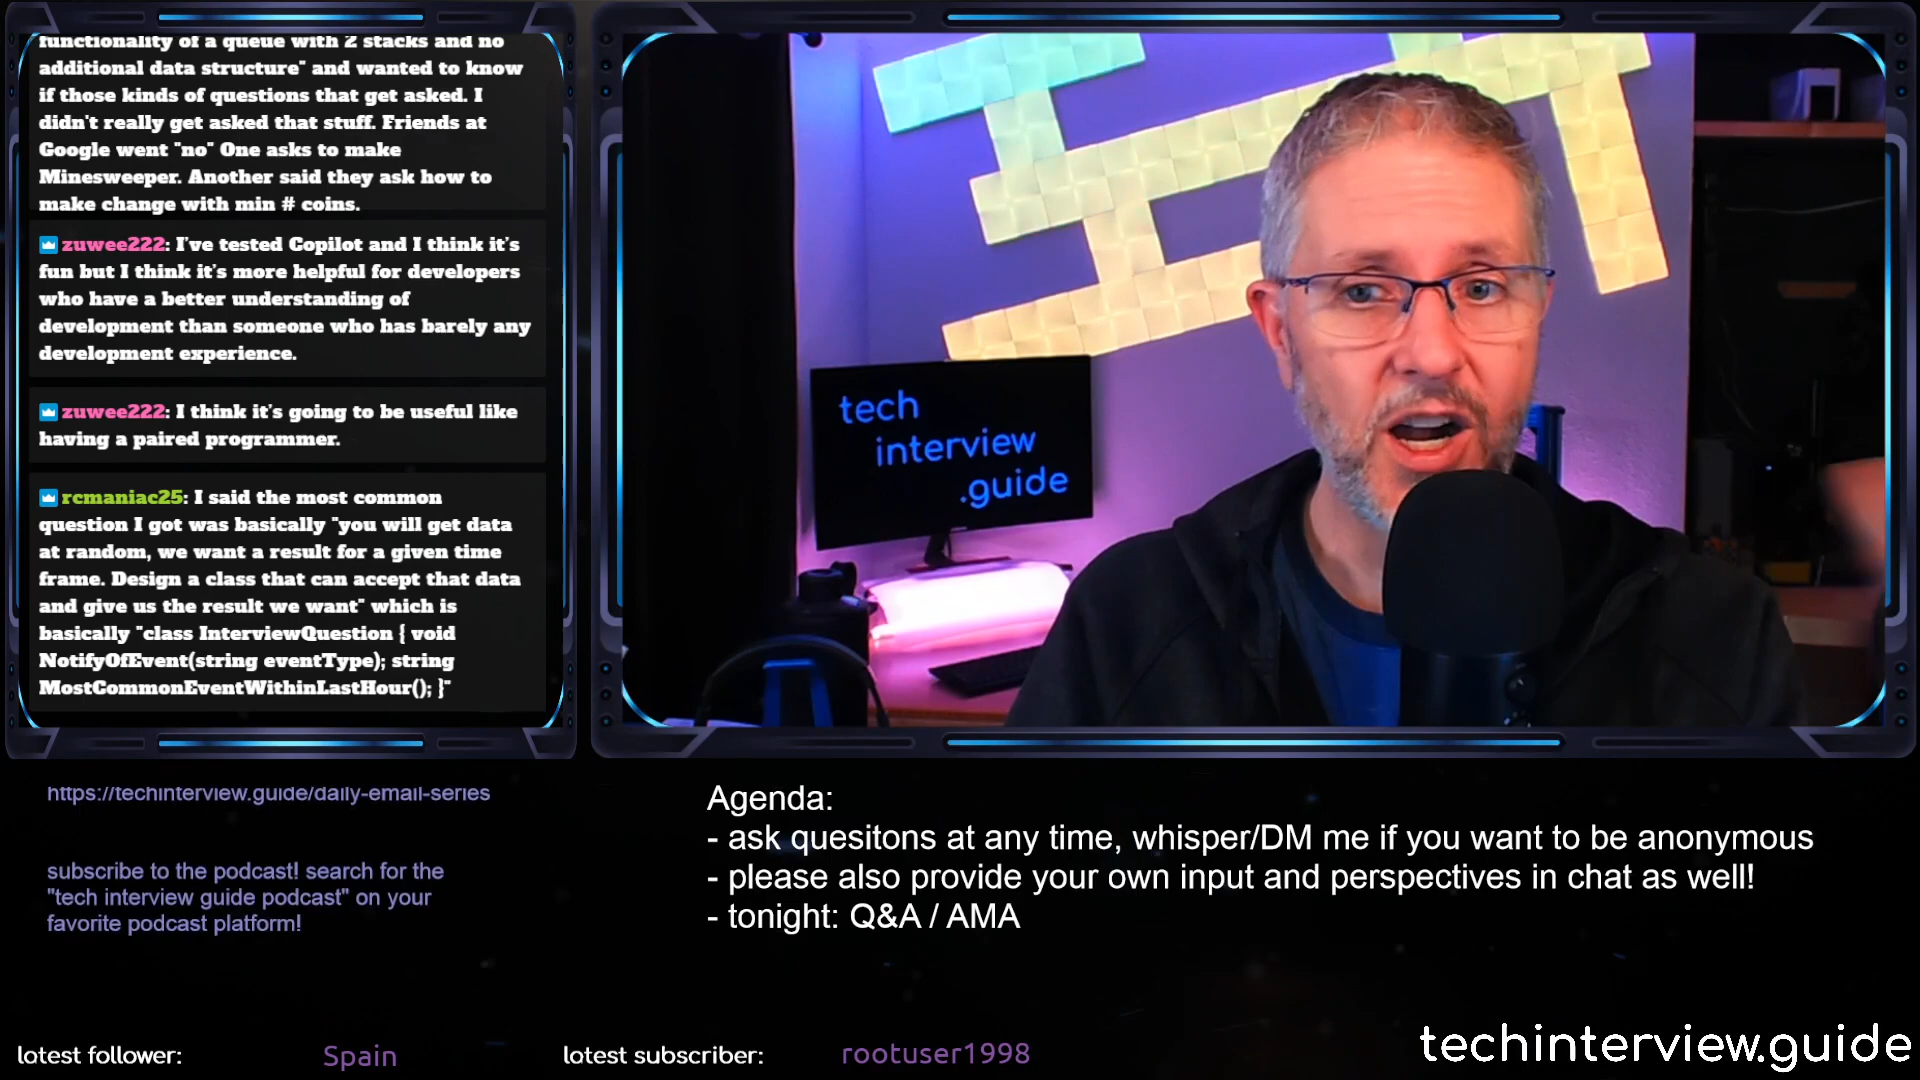 functionality of a queue with 2 stacks and no
additional data structure" and wanted to know
if those kinds of questions that get asked. I
didn't really get asked that stuff. Friends at
Google went "no" One asks to make
Minesweeper. Another said they ask how to
make change with min # coins.
zuwee222: I've tested Copilot and I think it's
fun but I think it's more helpful for developers
who have a better understanding of
development than someone who has barely any
development experience.
zuwee222: I think it's going to be useful like
having a paired programmer.
rcmaniac25: I said the most common
question I got was basically "you will get data
at random, we want a result for a given time
frame. Design a class that can accept that data
and give us the result we want" which is
basically "class InterviewQuestion { void
NotifyOfEvent(string eventType); string
MostCommonEventWithinLastHour(); }"
tech
interview
.guide
https://techinterview.guide/daily-email-series
subscribe to the podcast! search for the
"tech interview guide podcast" on your
favorite podcast platform!
Agenda:
- ask quesitons at any time, whisper/DM me if you want to be anonymous
- please also provide your own input and perspectives in chat as well!
- tonight: Q&A / AMA
latest follower: Spain
latest subscriber: rootuser1998
techinterview.guide